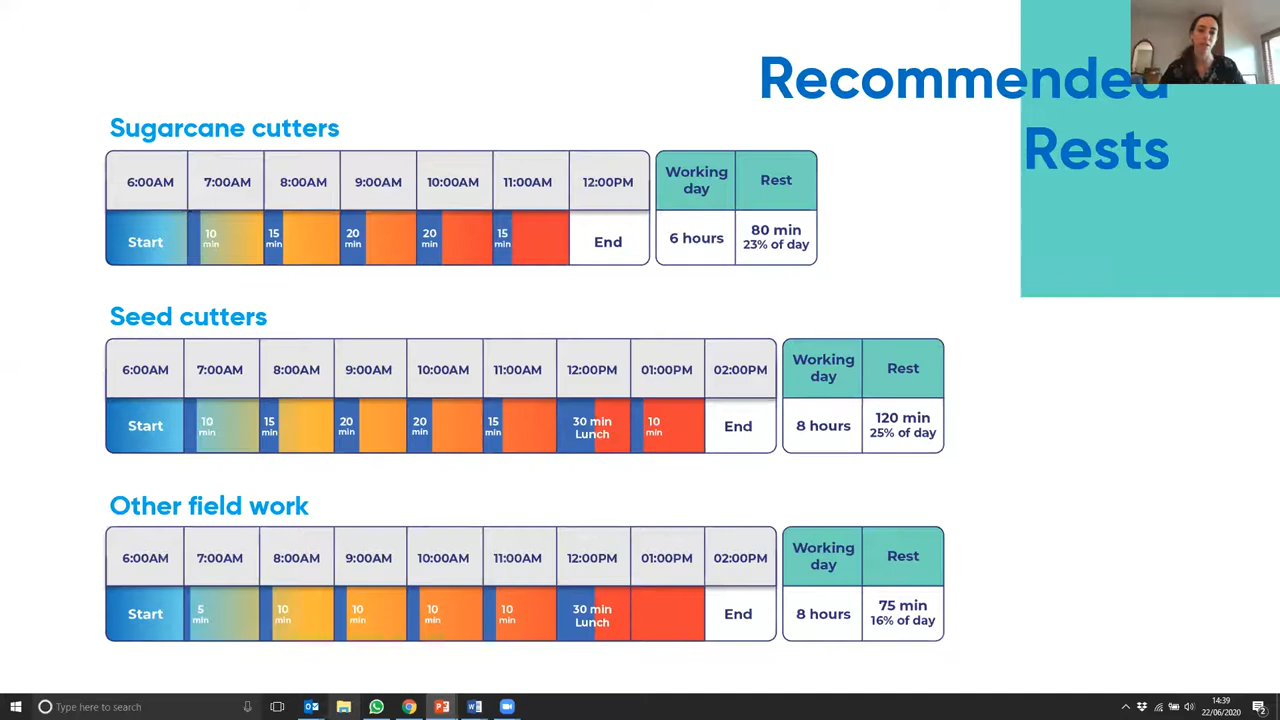 Recommended
Rests
Sugarcane cutters
6:00AM 7:00AM 8:00AM 9:00AM 10:00AM 11:00AM 12:00PM Working day Rest
Start 10 min 15 min 20 min 20 min 15 min End 6 hours 80 min 23% of day
Seed cutters
6:00AM 7:00AM 8:00AM 9:00AM 10:00AM 11:00AM 12:00PM 01:00PM 02:00PM Working day Rest
Start 10 min 15 min 20 min 20 min 15 min 30 min Lunch 10 min End 8 hours 120 min 25% of day
Other field work
6:00AM 7:00AM 8:00AM 9:00AM 10:00AM 11:00AM 12:00PM 01:00PM 02:00PM Working day Rest
Start 5 min 10 min 10 min 10 min 10 min 30 min Lunch End 8 hours 75 min 16% of day
Type here to search
14:39
22/06/2020